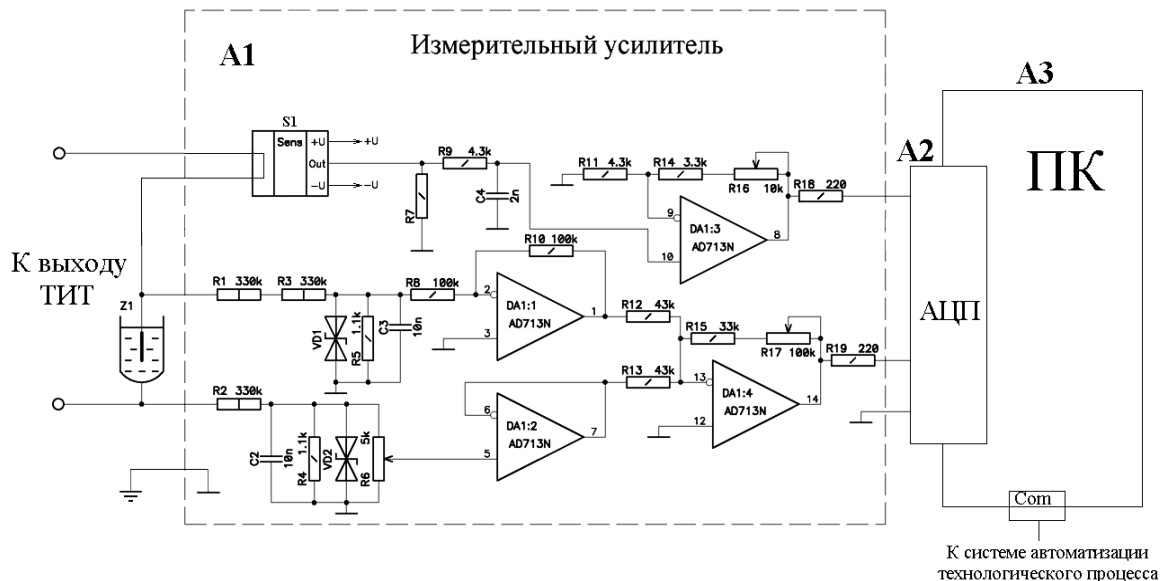 Измерительный усилитель
A1
A3
A2
ПК
АЦП
Com
К системе автоматизации
технологического процесса
К выходу
ТИТ
Z1
S1
Sens
+U
Out
-U
+U
-U
R9 4.3k
R7
C4
2n
R11 4.3k
R14 3.3k
R16 10k
R18 220
9
10
8
DA1:3
AD713N
R10 100k
R1 330k
R3 330k
R8 100k
VD1
R5
1.1k
C3
10n
2
3
1
DA1:1
AD713N
R12 43k
R15 33k
R17 100k
R19 220
R13 43k
13
12
14
DA1:4
AD713N
R2 330k
C2
10n
R4
1.1k
VD2
R6
5k
6
5
7
DA1:2
AD713N